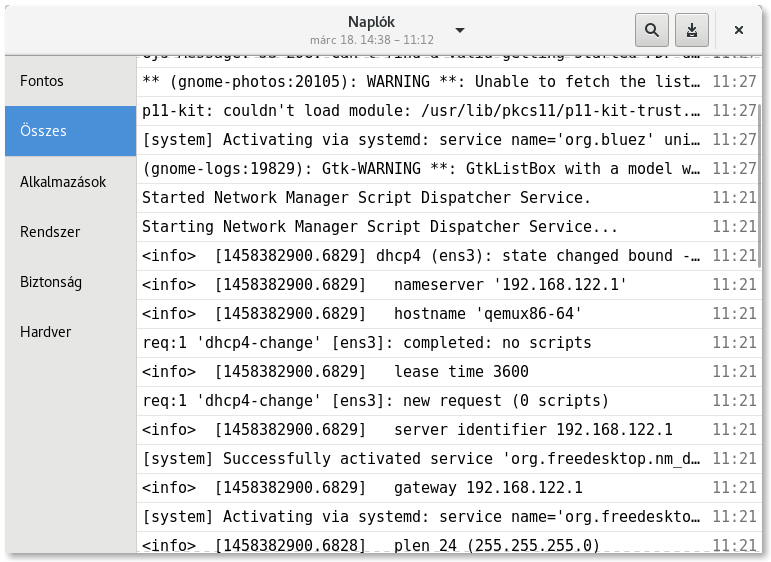 Naplók
márc 18. 14:38 – 11:12
Fontos
Összes
Alkalmazások
Rendszer
Biztonság
Hardver
11:27
** (gnome-photos:20105): WARNING **: Unable to fetch the list… 11:27
p11-kit: couldn't load module: /usr/lib/pkcs11/p11-kit-trust.… 11:27
[system] Activating via systemd: service name='org.bluez' uni… 11:27
(gnome-logs:19829): Gtk-WARNING **: GtkListBox with a model w… 11:27
Started Network Manager Script Dispatcher Service. 11:21
Starting Network Manager Script Dispatcher Service... 11:21
<info>  [1458382900.6829] dhcp4 (ens3): state changed bound -… 11:21
<info>  [1458382900.6829]   nameserver '192.168.122.1' 11:21
<info>  [1458382900.6829]   hostname 'qemux86-64' 11:21
req:1 'dhcp4-change' [ens3]: completed: no scripts 11:21
<info>  [1458382900.6829]   lease time 3600 11:21
req:1 'dhcp4-change' [ens3]: new request (0 scripts) 11:21
<info>  [1458382900.6829]   server identifier 192.168.122.1 11:21
[system] Successfully activated service 'org.freedesktop.nm_d… 11:21
<info>  [1458382900.6829]   gateway 192.168.122.1 11:21
[system] Activating via systemd: service name='org.freedeskto… 11:21
<info>  [1458382900.6828]   plen 24 (255.255.255.0) 11:21